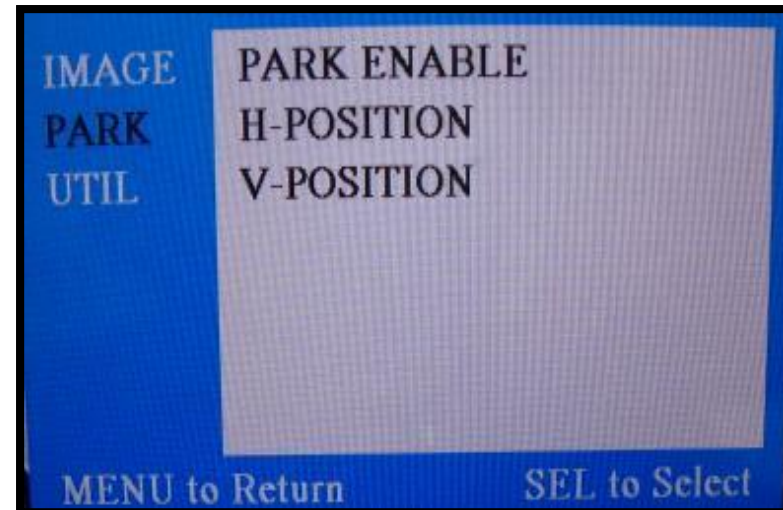 IMAGE
PARK
UTIL
PARK ENABLE
H-POSITION
V-POSITION
MENU to Return
SEL to Select